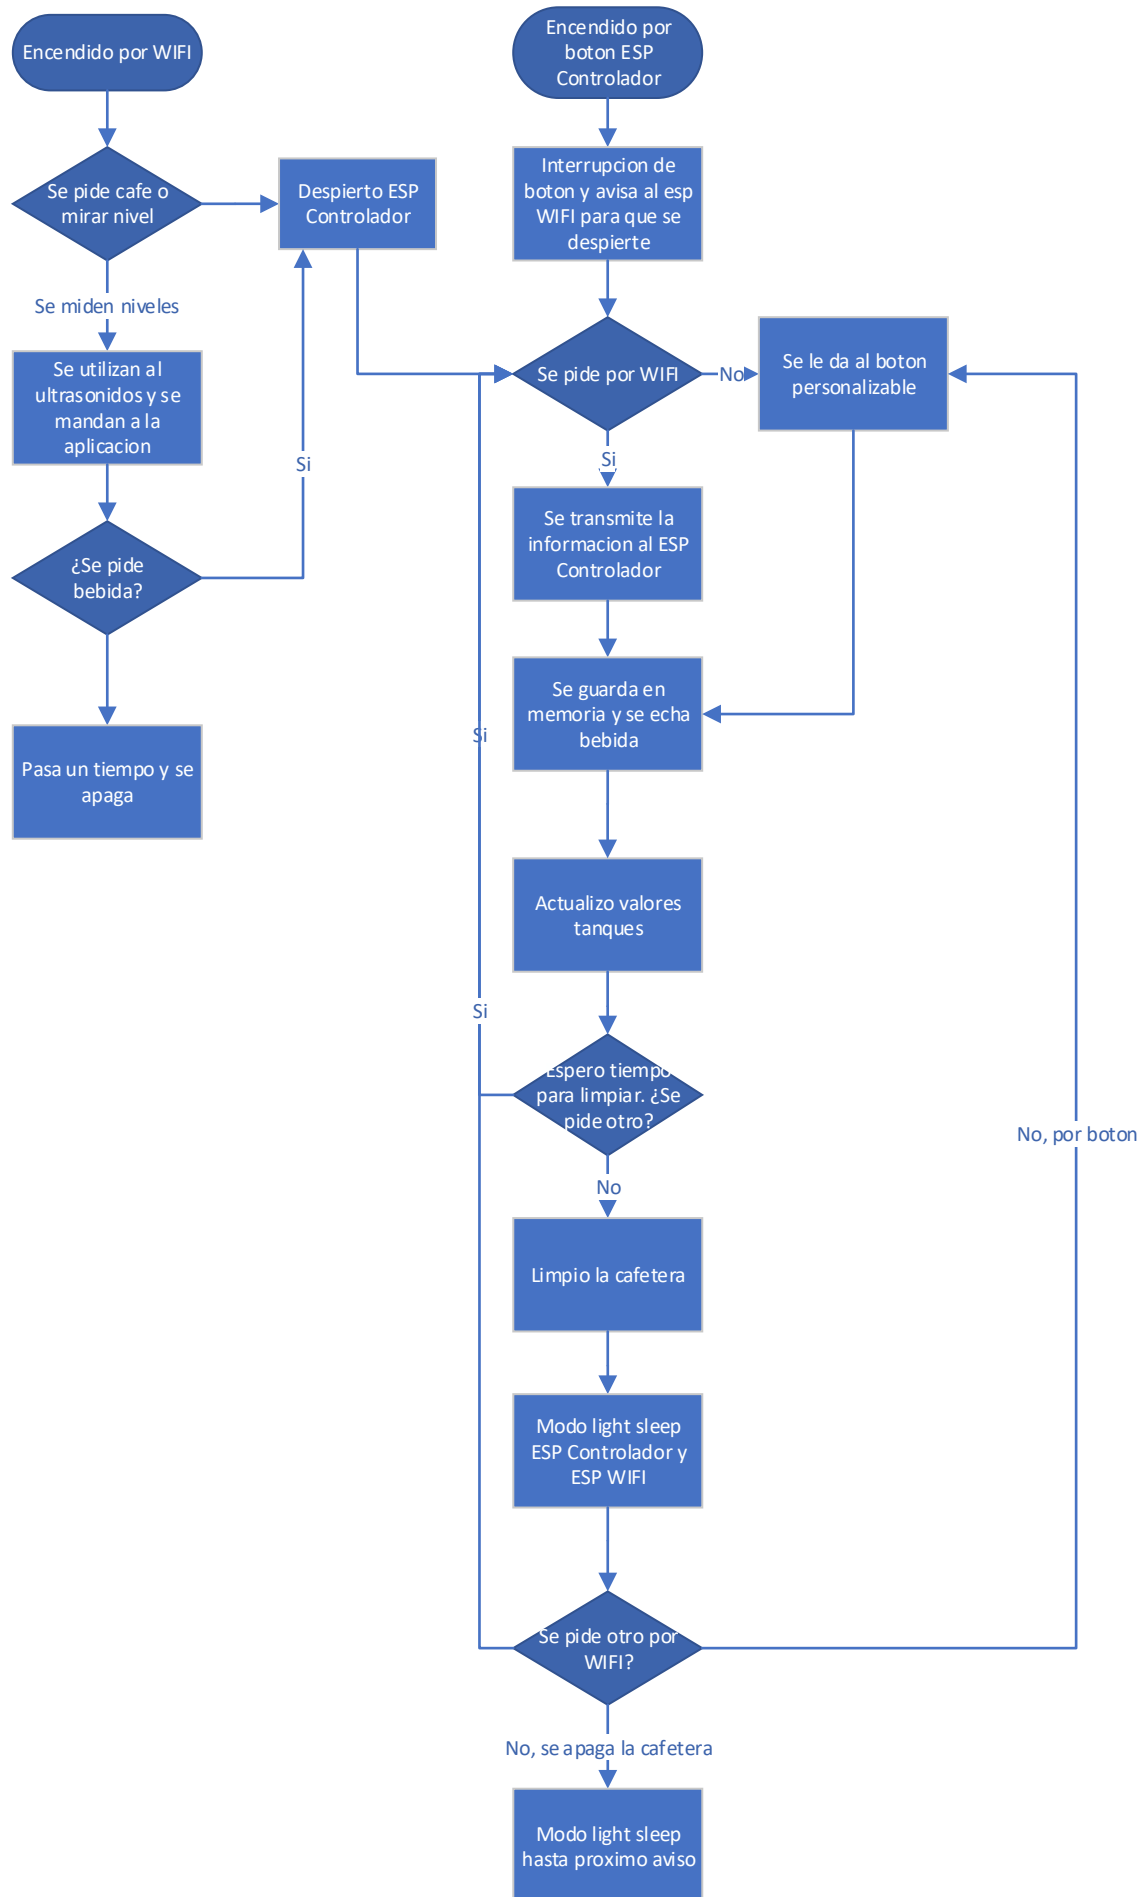 Encendido por WIFI
Encendido por
boton ESP
Controlador
Se pide cafe o
mirar nivel
Despierto ESP
Controlador
Interrupcion de
boton y avisa al esp
WIFI para que se
despierte
Se miden niveles
Se utilizan al
ultrasonidos y se
mandan a la
aplicacion
Si
¿Se pide
bebida?
Pasa un tiempo y se
apaga
Se pide por WIFI
No
Se le da al boton
personalizable
Si
Se transmite la
informacion al ESP
Controlador
Se guarda en
memoria y se echa
bebida
Si
Actualizo valores
tanques
Si
Espero tiempo
para limpiar. ¿Se
pide otro?
No, por boton
No
Limpio la cafetera
Modo light sleep
ESP Controlador y
ESP WIFI
Se pide otro por
WIFI?
No, se apaga la cafetera
Modo light sleep
hasta proximo aviso